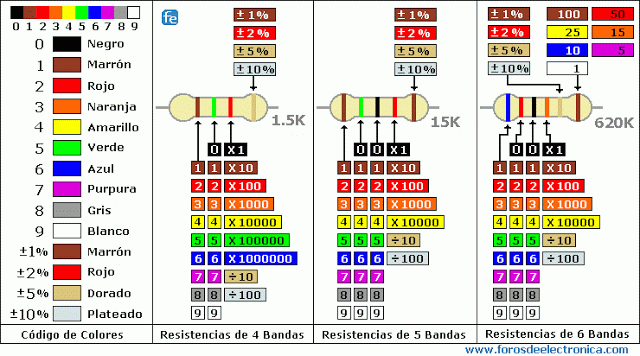 0 1 2 3 4 5 6 7 8 9
0 Negro
1 Marrón
2 Rojo
3 Naranja
4 Amarillo
5 Verde
6 Azul
7 Purpura
8 Gris
9 Blanco
±1% Marrón
±2% Rojo
±5% Dorado
±10% Plateado
Código de Colores
fe
±1%
±2%
±5%
±10%
1.5K
0 X1
1 1 X10
2 2 X100
3 3 X1000
4 4 X10000
5 5 X100000
6 6 X1000000
7 7 ÷10
8 8 ÷100
9 9
Resistencias de 4 Bandas
±1%
±2%
±5%
±10%
15K
0 0 X1
1 1 1 X10
2 2 2 X100
3 3 3 X1000
4 4 4 X10000
5 5 5 ÷10
6 6 6 ÷100
7 7 7
8 8 8
9 9 9
Resistencias de 5 Bandas
±1% 100 50
±2% 25 15
±5% 10 5
±10% 1
620K
0 0 X1
1 1 1 X10
2 2 2 X100
3 3 3 X1000
4 4 4 X10000
5 5 5 ÷10
6 6 6 ÷100
7 7 7
8 8 8
9 9 9
Resistencias de 6 Bandas
www.forosdeelectronica.com